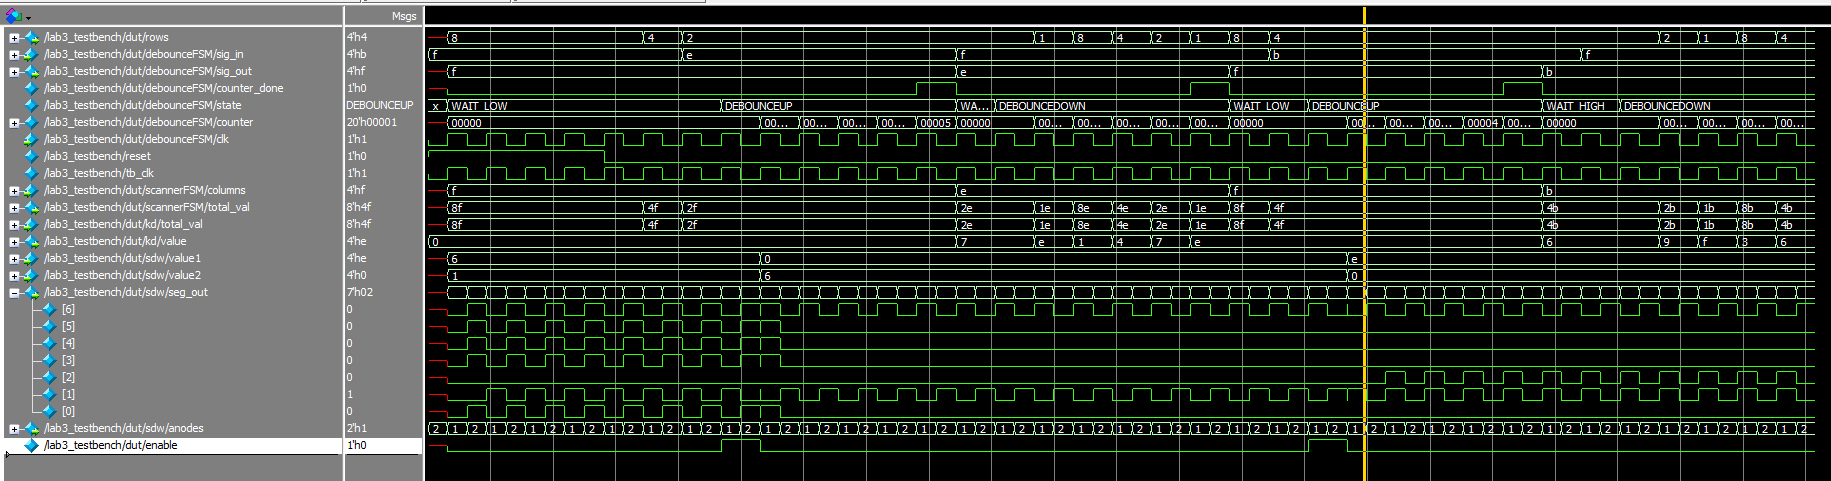 Msgs
/lab3_testbench/dut/rows 4'h4 8 4 2 1 8 4 2 1 8 4 2 1 8 4
/lab3_testbench/dut/debounceFSM/sig_in 4'hb f e f b f
/lab3_testbench/dut/debounceFSM/sig_out 4'hf f e f b
/lab3_testbench/dut/debounceFSM/counter_done 1'h0
/lab3_testbench/dut/debounceFSM/state DEBOUNCEUP x WAIT_LOW DEBOUNCEUP WA... DEBOUNCEDOWN WAIT_LOW DEBOUNCEUP WAIT_HIGH DEBOUNCEDOWN
/lab3_testbench/dut/debounceFSM/counter 20'h00001 00000 00... 00... 00... 00... 00005 00000 00... 00... 00... 00... 00... 00000 00... 00... 00... 00004 00... 00000 00... 00... 00... 00...
/lab3_testbench/dut/debounceFSM/clk 1'h1
/lab3_testbench/reset 1'h0
/lab3_testbench/tb_clk 1'h1
/lab3_testbench/dut/scannerFSM/columns 4'hf f e f b
/lab3_testbench/dut/scannerFSM/total_val 8'h4f 8f 4f 2f 2e 1e 8e 4e 2e 1e 8f 4f 4b 2b 1b 8b 4b
/lab3_testbench/dut/kd/total_val 8'h4f 8f 4f 2f 2e 1e 8e 4e 2e 1e 8f 4f 4b 2b 1b 8b 4b
/lab3_testbench/dut/kd/value 4'he 0 7 e 1 4 7 e 6 9 f 3 6
/lab3_testbench/dut/sdw/value1 4'he 6 0 e
/lab3_testbench/dut/sdw/value2 4'h0 1 6 0
/lab3_testbench/dut/sdw/seg_out 7'h02
[6] 0
[5] 0
[4] 0
[3] 0
[2] 0
[1] 1
[0] 0
/lab3_testbench/dut/sdw/anodes 2'h1 2 1 2 1 2 1 2 1 2 1 2 1 2 1 2 1 2 1 2 1 2 1 2 1 2 1 2 1 2 1 2 1 2 1 2 1 2 1 2 1 2 1 2 1 2 1 2 1 2 1 2 1 2 1 2 1 2 1 2 1 2 1 2 1 2 1 2 1 2 1 2
/lab3_testbench/dut/enable 1'h0